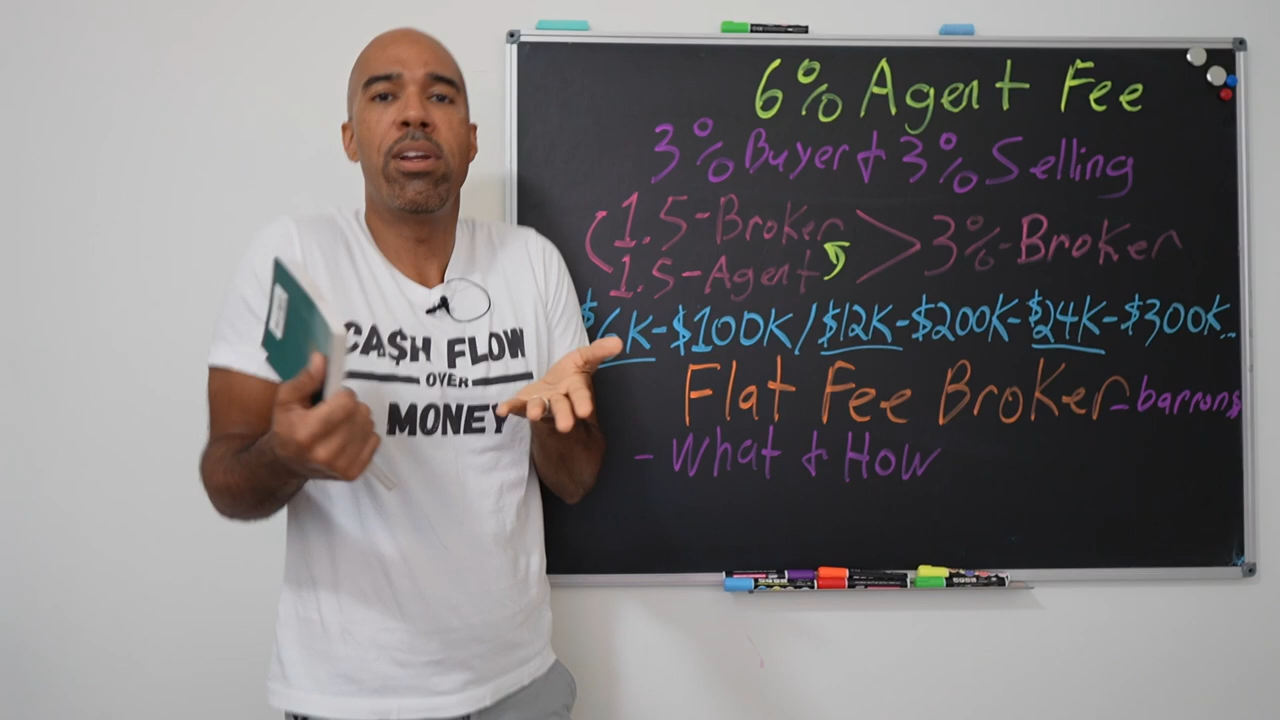 6% Agent Fee
3% Buyer & 3% Selling
1.5-Broker
1.5-Agent
3%-Broker
$6K-$100K/$12K-$200K-$24K-$300K..
Flat Fee Broker-barrons
-What & How
CA$H FLOW
OVER
MONEY